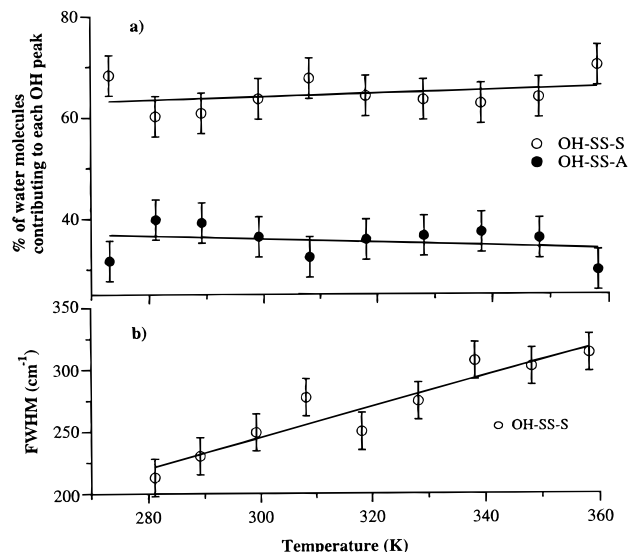 80
a)
60
OH-SS-S
OH-SS-A
40
% of water molecules
contributing to each OH peak
350
b)
300
OH-SS-S
250
200
FWHM (cm-1)
280
300
320
340
360
Temperature (K)